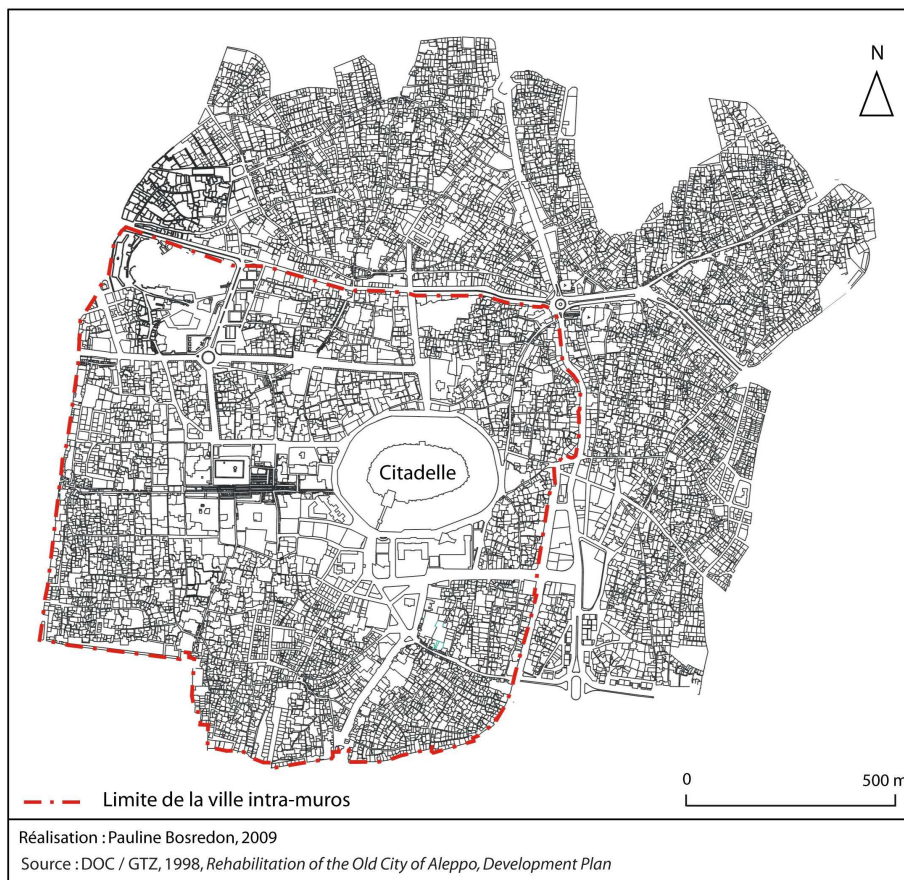 N
Citadelle
0 500 m
Limite de la ville intra-muros
Réalisation : Pauline Bosredon, 2009
Source : DOC / GTZ, 1998, Rehabilitation of the Old City of Aleppo, Development Plan